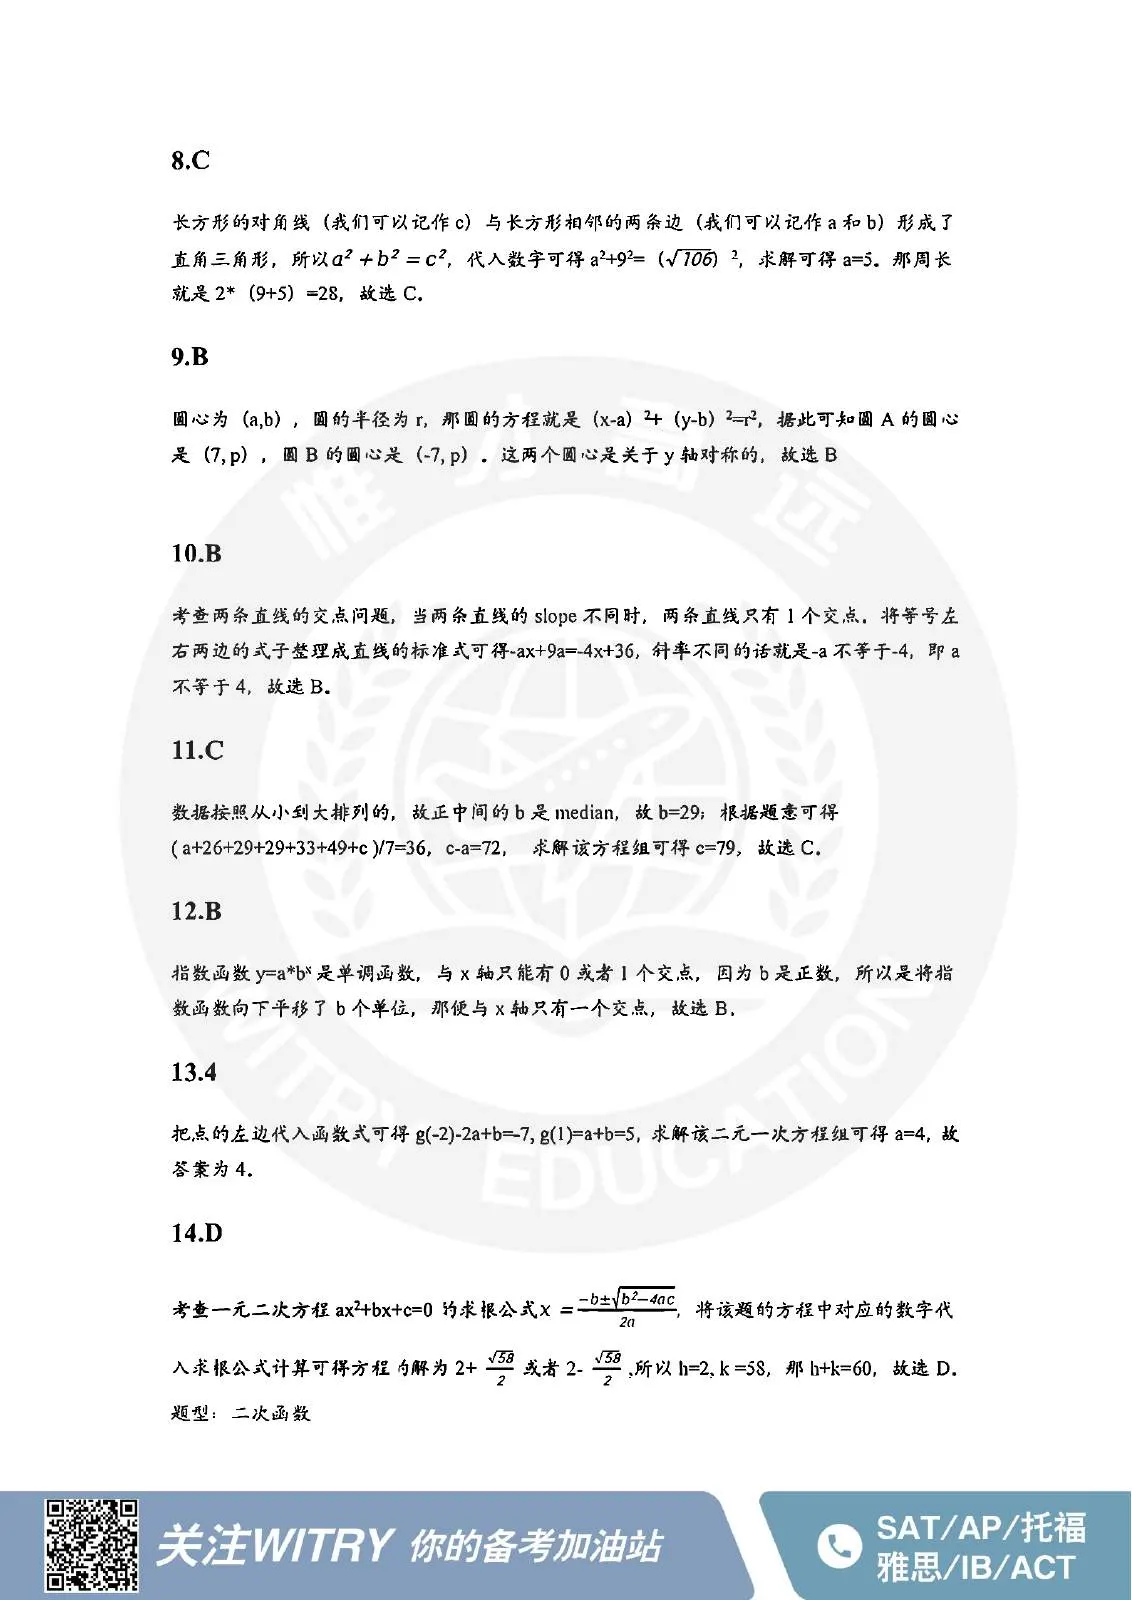 8.C
长方形的对角线（我们可以记作 c）与长方形相邻的两条边（我们可以记作 a 和 b）形成了
直角三角形，所以a² + b² = c²，代入数字可得 a²+9²=（√106）²，求解可得 a=5。那周长
就是 2*（9+5）=28，故选 C。
9.B
圆心为（a,b），圆的半径为 r，那圆的方程就是（x-a）²+（y-b）²=r²，据此可知圆 A 的圆心
是（7, p），圆 B 的圆心是（-7, p）。这两个圆心是关于 y 轴对称的，故选 B
10.B
考查两条直线的交点问题，当两条直线的 slope 不同时，两条直线只有 1 个交点。将等号左
右两边的式子整理成直线的标准式可得-ax+9a=-4x+36，斜率不同的话就是-a 不等于-4，即 a
不等于 4，故选 B。
11.C
数据按照从小到大排列的，故正中间的 b 是 median，故 b=29；根据题意可得
( a+26+29+29+33+49+c )/7=36，c-a=72， 求解该方程组可得 c=79，故选 C。
12.B
指数函数 y=a*bˣ 是单调函数，与 x 轴只能有 0 或者 1 个交点，因为 b 是正数，所以是将指
数函数向下平移了 b 个单位，那便与 x 轴只有一个交点，故选 B。
13.4
把点的左边代入函数式可得 g(-2)-2a+b=-7, g(1)=a+b=5, 求解该二元一次方程组可得 a=4, 故
答案为 4。
14.D
考查一元二次方程 ax²+bx+c=0 的求根公式x = (-b±√(b²-4ac))/2a，将该题的方程中对应的数字代
入求根公式计算可得方程的解为 2+ √58/2 或者 2- √58/2 ,所以 h=2, k =58，那 h+k=60，故选 D。
题型：二次函数
惟力高远
WITRY EDUCATION
关注WITRY 你的备考加油站
SAT/AP/托福
雅思/IB/ACT